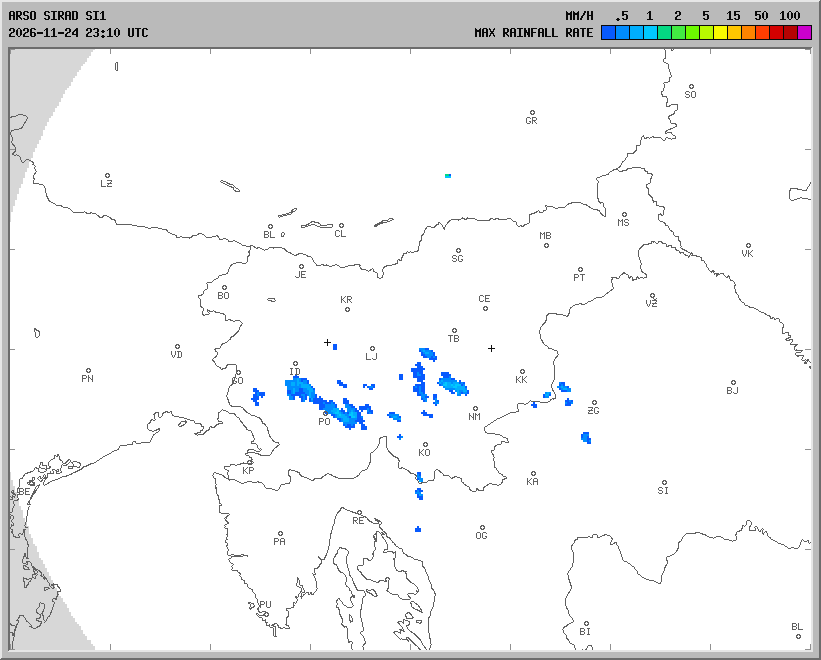 ARSO SIRAD SI1
2026-11-24 23:10 UTC
MM/H .5 1 2 5 15 50 100
MAX RAINFALL RATE
SO
GR
LZ
MS
BL
CL
MB
VK
SG
JE
PT
BO
KR
CE
VZ
TB
VD
LJ
ID
PN
GO
KK
BJ
ZG
NM
PO
KO
KP
KA
SI
BE
RE
OG
PA
PU
BI
BL